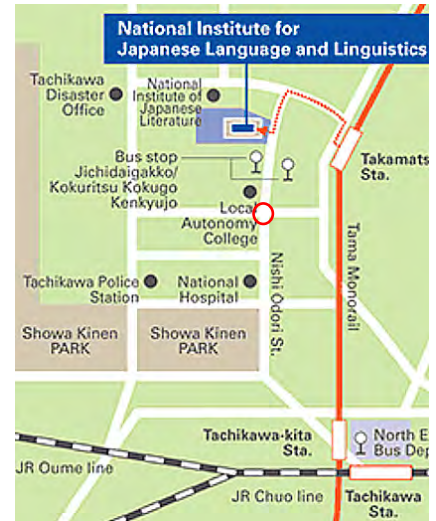 National Institute for
Japanese Language and Linguistics
Tachikawa
Disaster
Office
National
Institute of
Japanese
Literature
Bus stop
Jichidaigakko/
Kokuritsu Kokugo
Kenkyujo
Takamats
Sta.
Local
Autonomy
College
Nishi Odori St.
Tama Monorail
Tachikawa Police
Station
National
Hospital
Showa Kinen
PARK
Showa Kinen
PARK
Tachikawa-kita
Sta.
North E
Bus Dep
JR Oume line
JR Chuo line
Tachikawa
Sta.